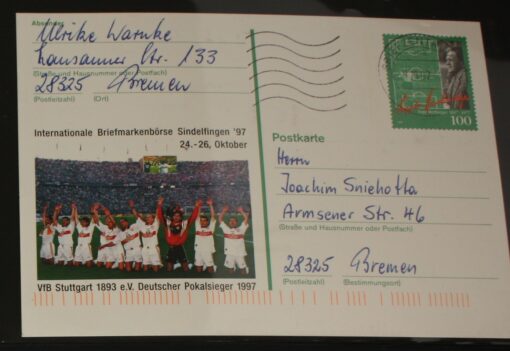 Absender
Ulrike Warnke
Lausanner Str. 133
(Straße und Hausnummer oder Postfach)
28325 Bremen
(Postleitzahl) (Ort)
Internationale Briefmarkenbörse Sindelfingen '97
24.-26. Oktober
VfB Stuttgart 1893 e.V. Deutscher Pokalsieger 1997
100
Postkarte
Herrn
Joachim Sniehotta
Armsener Str. 46
(Straße und Hausnummer oder Postfach)
28325 Bremen
(Postleitzahl) (Bestimmungsort)